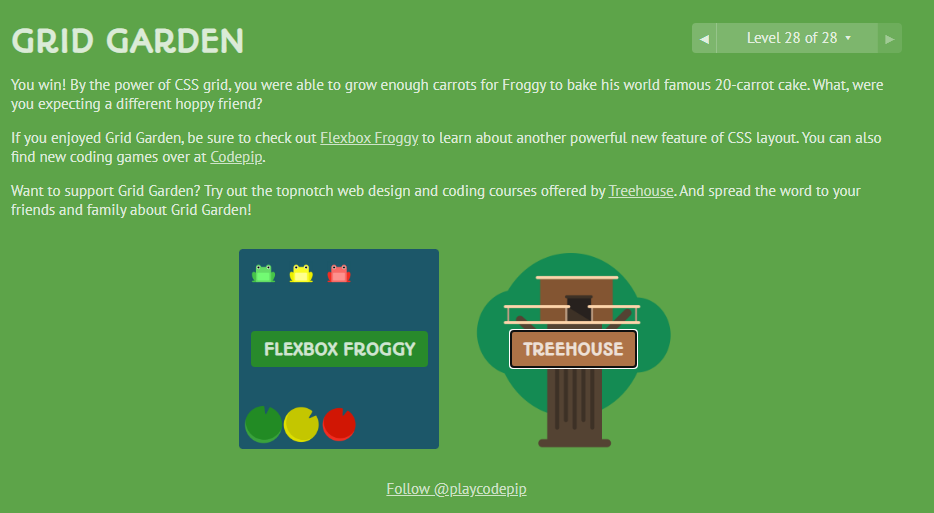 GRID GARDEN
◀ Level 28 of 28 ▼ ▶
You win! By the power of CSS grid, you were able to grow enough carrots for Froggy to bake his world famous 20-carrot cake. What, were
you expecting a different hoppy friend?
If you enjoyed Grid Garden, be sure to check out Flexbox Froggy to learn about another powerful new feature of CSS layout. You can also
find new coding games over at Codepip.
Want to support Grid Garden? Try out the topnotch web design and coding courses offered by Treehouse. And spread the word to your
friends and family about Grid Garden!
FLEXBOX FROGGY
TREEHOUSE
Follow @playcodepip